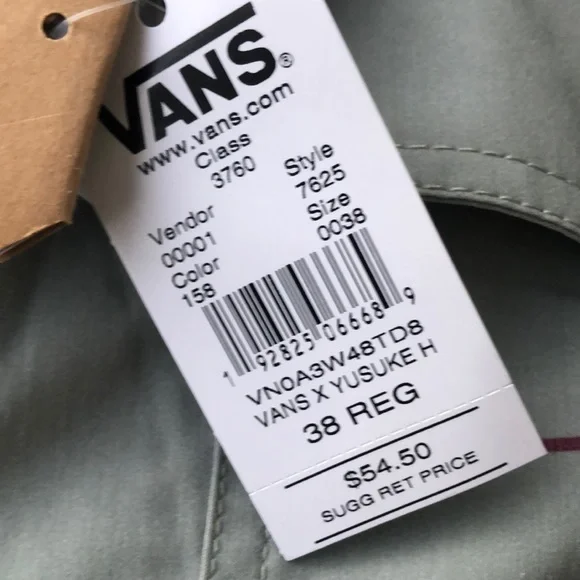 VANS®
www.vans.com
Class
3760
Style
7625
Vendor
00001
Size
0038
Color
158
1 92825 06668 9
VN0A3W48TD8
VANS X YUSUKE H
38 REG
$54.50
SUGG RET PRICE